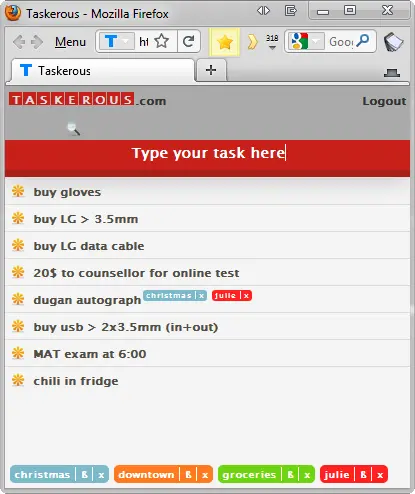 Taskerous - Mozilla Firefox
Menu
318
Goog
Taskerous
TASKEROUS.com
Logout
Type your task here
buy gloves
buy LG > 3.5mm
buy LG data cable
20$ to counsellor for online test
dugan autograph christmas x julie x
buy usb > 2x3.5mm (in+out)
MAT exam at 6:00
chili in fridge
christmas ß x downtown ß x groceries ß x julie ß x